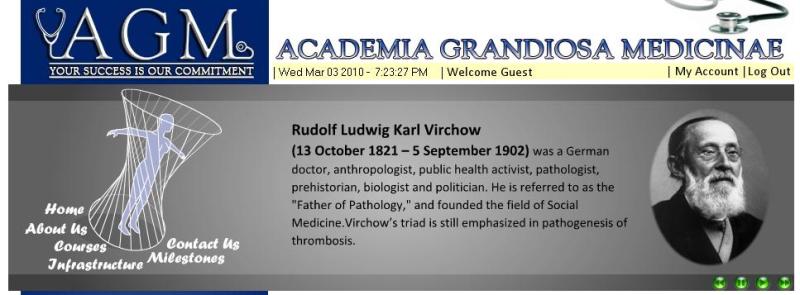 AGM
YOUR SUCCESS IS OUR COMMITMENT
ACADEMIA GRANDIOSA MEDICINAE
|Wed Mar 03 2010 - 7:23:27 PM |Welcome Guest | My Account |Log Out
Rudolf Ludwig Karl Virchow
(13 October 1821 – 5 September 1902) was a German
doctor, anthropologist, public health activist, pathologist,
prehistorian, biologist and politician. He is referred to as the
"Father of Pathology," and founded the field of Social
Medicine.Virchow's triad is still emphasized in pathogenesis of
thrombosis.
Home
About Us
Courses
Infrastructure
Milestones
Contact Us